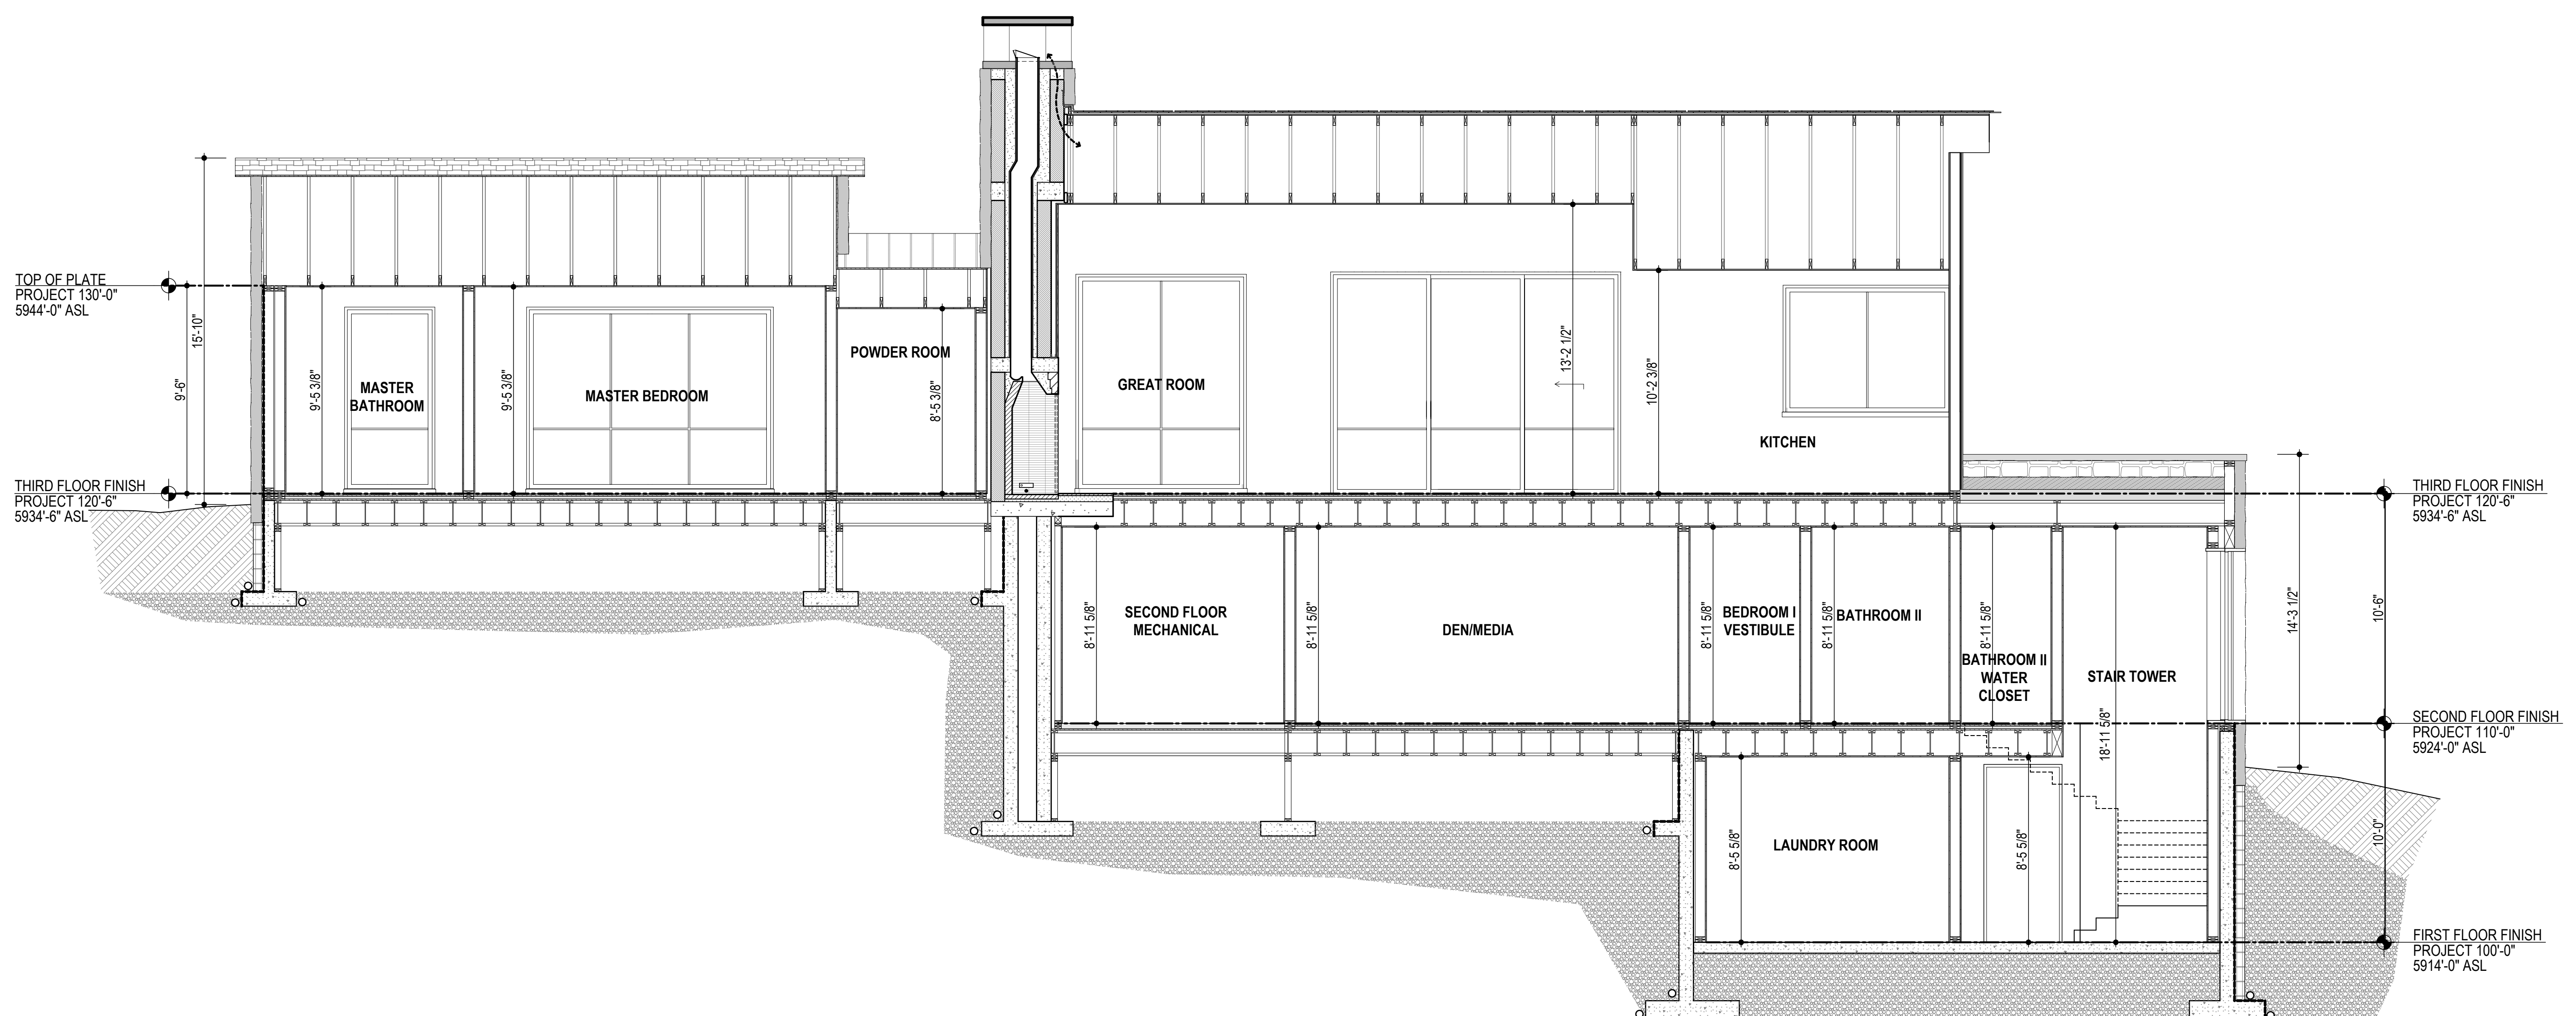 TOP OF PLATE
PROJECT 130'-0"
5944'-0" ASL
THIRD FLOOR FINISH
PROJECT 120'-6"
5934'-6" ASL
9'-6"
15'-10"
9'-5 3/8"
MASTER
BATHROOM
9'-5 3/8"
MASTER BEDROOM
POWDER ROOM
8'-5 3/8"
GREAT ROOM
13'-2 1/2"
10'-2 3/8"
KITCHEN
THIRD FLOOR FINISH
PROJECT 120'-6"
5934'-6" ASL
8'-11 5/8"
SECOND FLOOR
MECHANICAL
8'-11 5/8"
DEN/MEDIA
8'-11 5/8"
BEDROOM I
VESTIBULE
8'-11 5/8"
BATHROOM II
8'-11 5/8"
BATHROOM II
WATER
CLOSET
STAIR TOWER
18'-11 5/8"
14'-3 1/2"
10'-6"
SECOND FLOOR FINISH
PROJECT 110'-0"
5924'-0" ASL
8'-5 5/8"
LAUNDRY ROOM
8'-5 5/8"
10'-0"
FIRST FLOOR FINISH
PROJECT 100'-0"
5914'-0" ASL